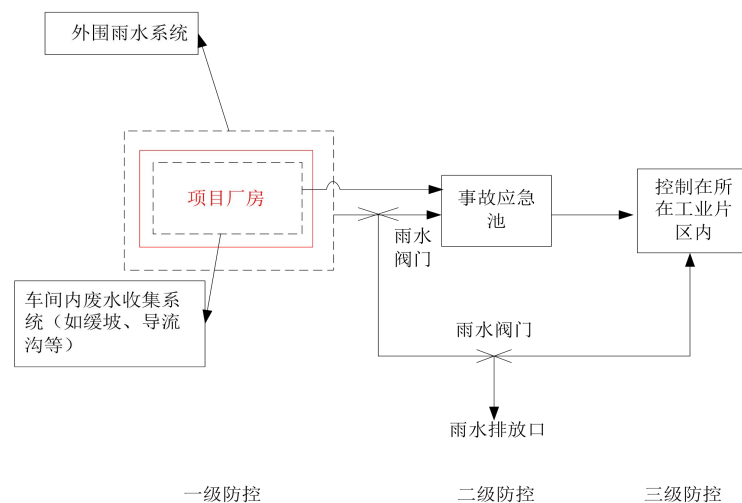 外围雨水系统
项目厂房
事故应急
池
控制在所
在工业片
区内
雨水
阀门
车间内废水收集系
统（如缓坡、导流
沟等）
雨水阀门
雨水排放口
一级防控
二级防控
三级防控